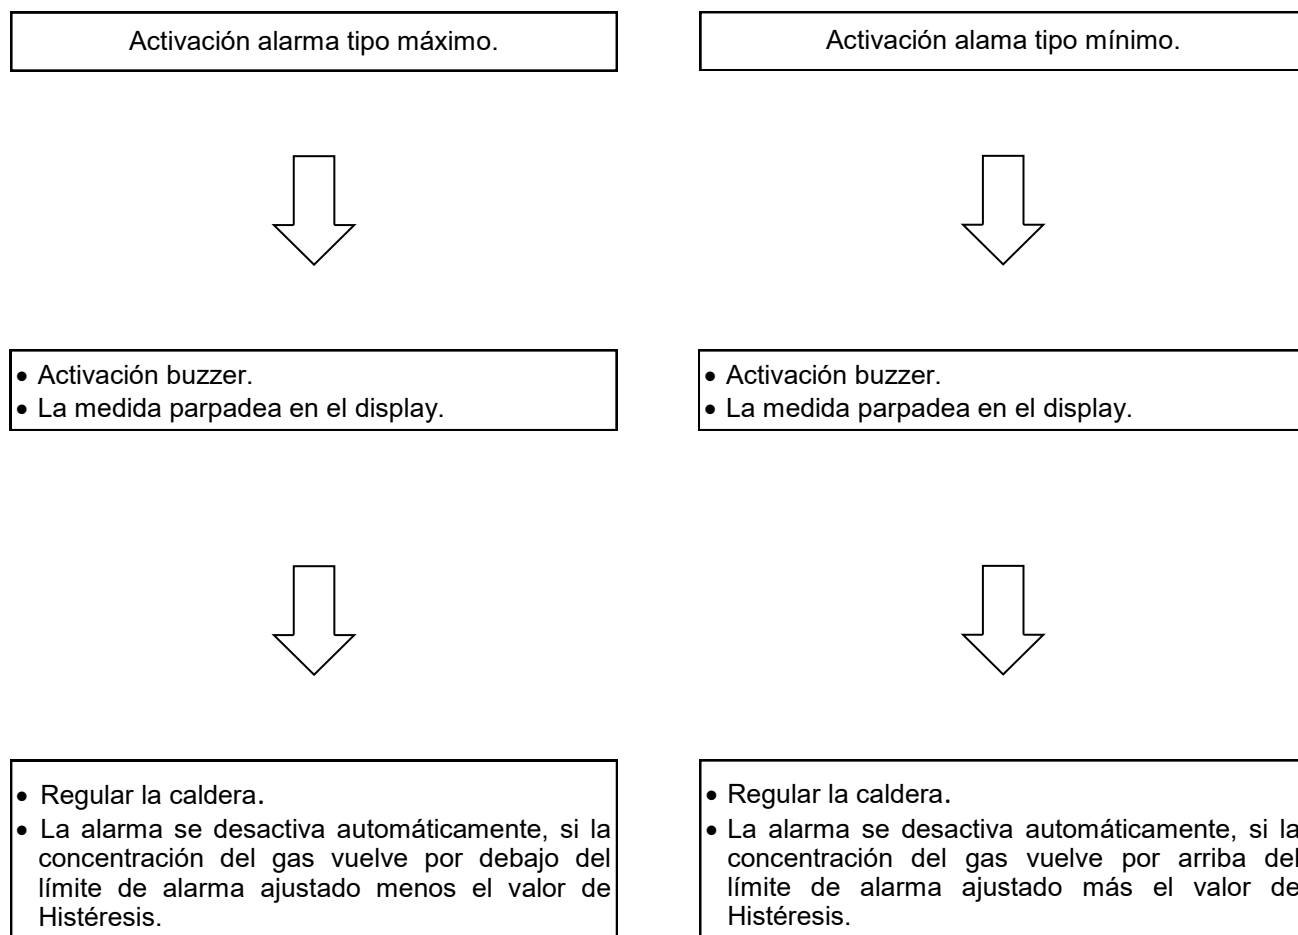 Activación alarma tipo máximo.
Activación alama tipo mínimo.
• Activación buzzer.
• La medida parpadea en el display.
• Activación buzzer.
• La medida parpadea en el display.
• Regular la caldera.
• La alarma se desactiva automáticamente, si la
concentración del gas vuelve por debajo del
límite de alarma ajustado menos el valor de
Histéresis.
• Regular la caldera.
• La alarma se desactiva automáticamente, si la
concentración del gas vuelve por arriba del
límite de alarma ajustado más el valor de
Histéresis.